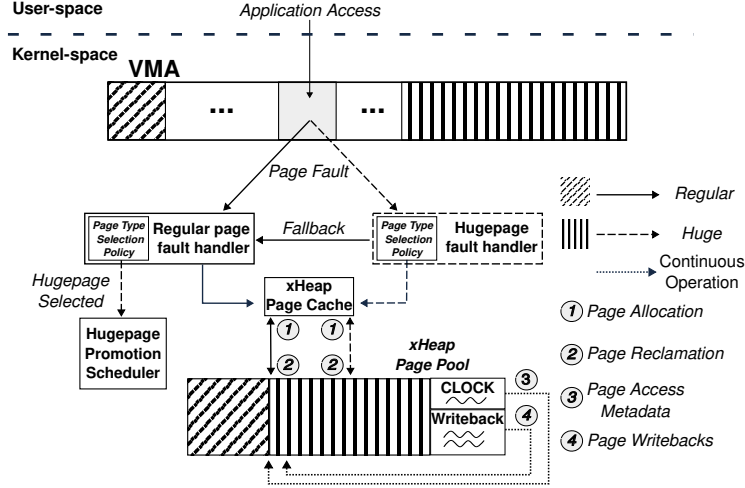 User-space
Application Access
Kernel-space
VMA
...
...
Page Fault
Regular
Page Type
Selection
Policy
Regular page
fault handler
Fallback
Page Type
Selection
Policy
Hugepage
fault handler
Huge
Continuous
Operation
Hugepage
Selected
xHeap
Page Cache
1 Page Allocation
Hugepage
Promotion
Scheduler
1
1
2
2
xHeap
Page Pool
2 Page Reclamation
CLOCK
3
Writeback
4
3 Page Access
Metadata
4 Page Writebacks